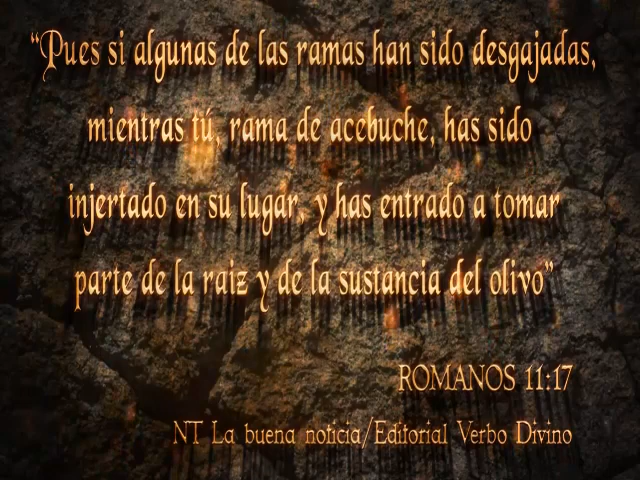 “Pues si algunas de las ramas han sido desgajadas,
mientras tú, rama de acebuche, has sido
injertado en su lugar, y has entrado a tomar
parte de la raiz y de la sustancia del olivo”
ROMANOS 11:17
NT La buena noticia/Editorial Verbo Divino